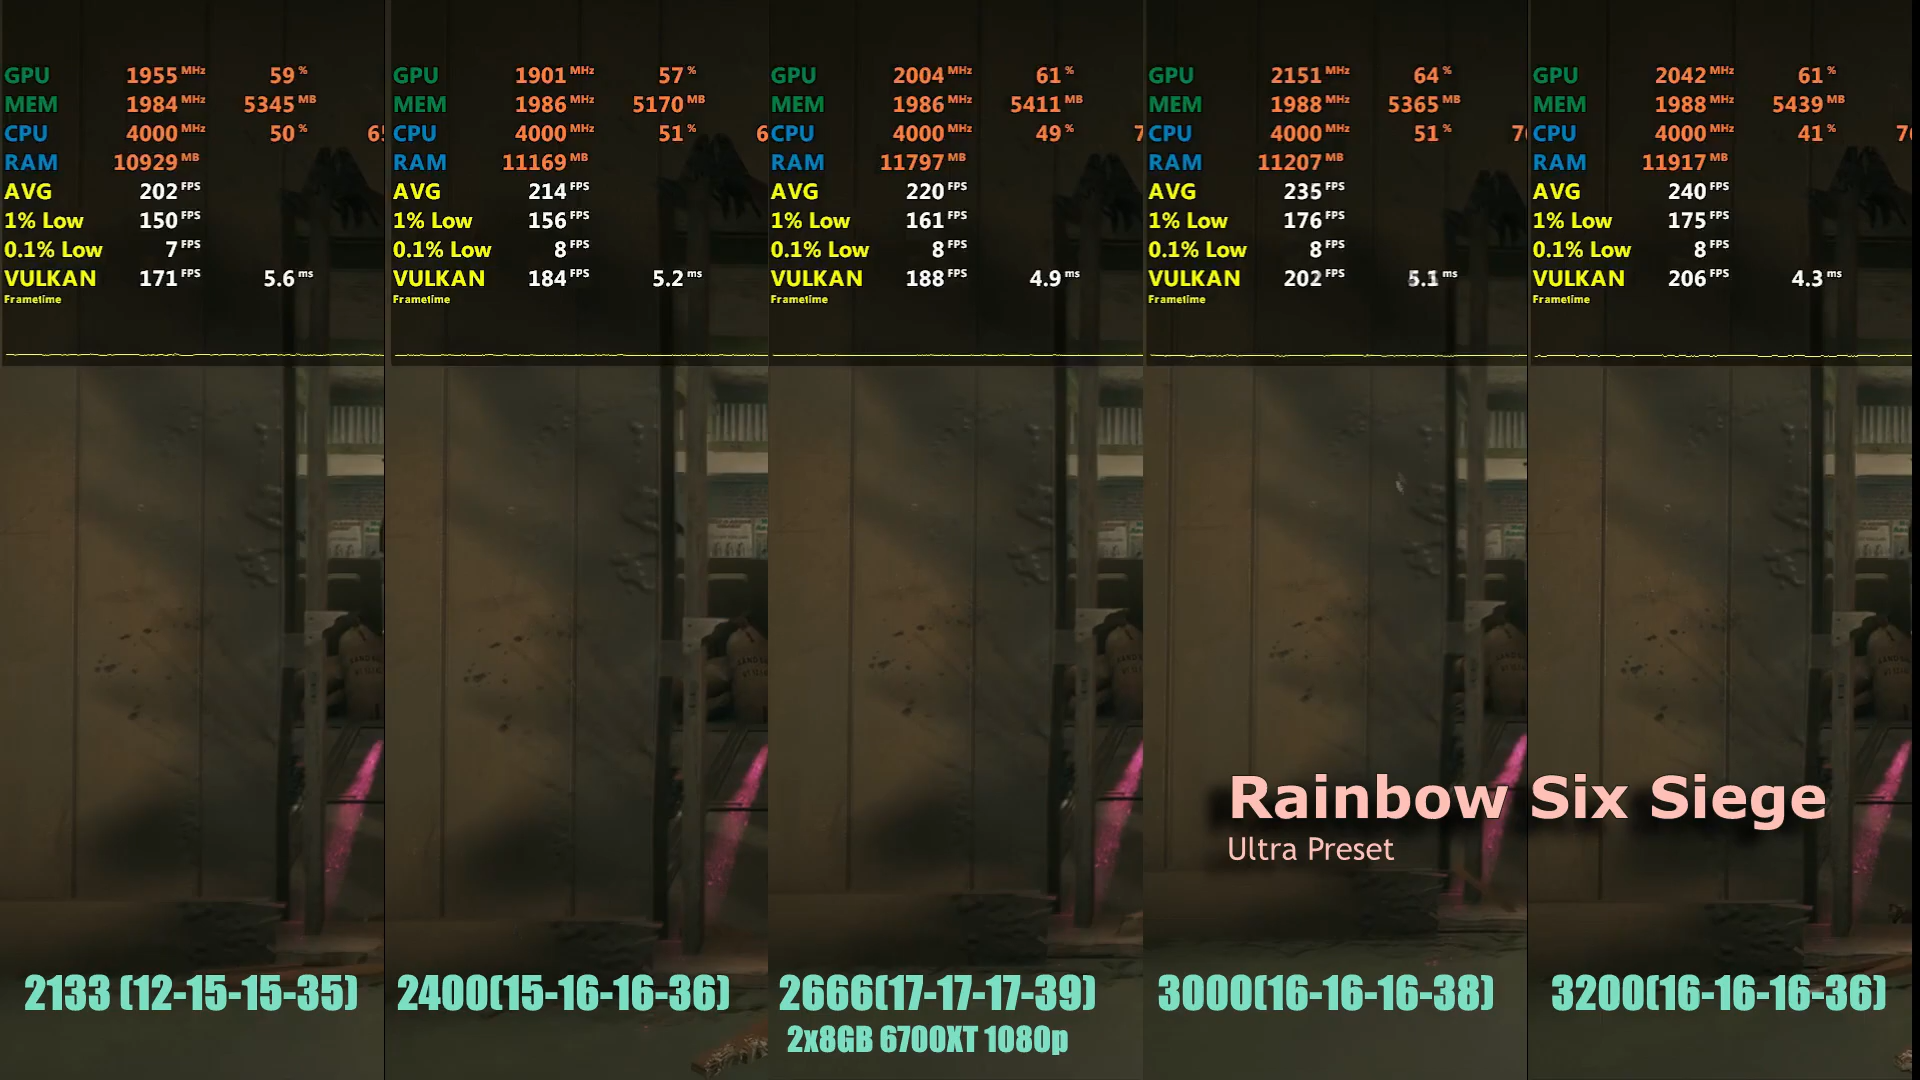 GPU 1955 MHz 59 %
MEM 1984 MHz 5345 MB
CPU 4000 MHz 50 % 65
RAM 10929 MB
AVG 202 FPS
1% Low 150 FPS
0.1% Low 7 FPS
VULKAN 171 FPS 5.6 ms
Frametime
GPU 1901 MHz 57 %
MEM 1986 MHz 5170 MB
CPU 4000 MHz 51 % 6
RAM 11169 MB
AVG 214 FPS
1% Low 156 FPS
0.1% Low 8 FPS
VULKAN 184 FPS 5.2 ms
Frametime
GPU 2004 MHz 61 %
MEM 1986 MHz 5411 MB
CPU 4000 MHz 49 % 7
RAM 11797 MB
AVG 220 FPS
1% Low 161 FPS
0.1% Low 8 FPS
VULKAN 188 FPS 4.9 ms
Frametime
GPU 2151 MHz 64 %
MEM 1988 MHz 5365 MB
CPU 4000 MHz 51 % 70
RAM 11207 MB
AVG 235 FPS
1% Low 176 FPS
0.1% Low 8 FPS
VULKAN 202 FPS 5.1 ms
Frametime
GPU 2042 MHz 61 %
MEM 1988 MHz 5439 MB
CPU 4000 MHz 41 % 70
RAM 11917 MB
AVG 240 FPS
1% Low 175 FPS
0.1% Low 8 FPS
VULKAN 206 FPS 4.3 ms
Frametime
Rainbow Six Siege
Ultra Preset
2133 (12-15-15-35)
2400(15-16-16-36)
2666(17-17-17-39)
3000(16-16-16-38)
3200(16-16-16-36)
2x8GB 6700XT 1080p